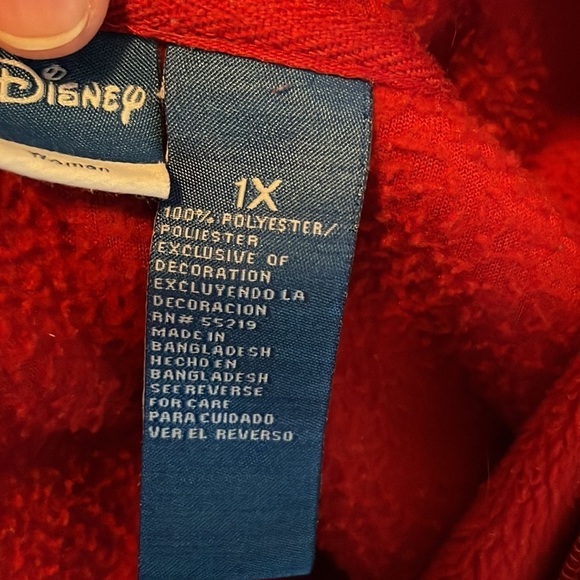 Disney
Woman
1X
100% POLYESTER/
POLIESTER
EXCLUSIVE OF
DECORATION
EXCLUYENDO LA
DECORACION
RN# 55219
MADE IN
BANGLADESH
HECHO EN
BANGLADESH
SEE REVERSE
FOR CARE
PARA CUIDADO
VER EL REVERSO